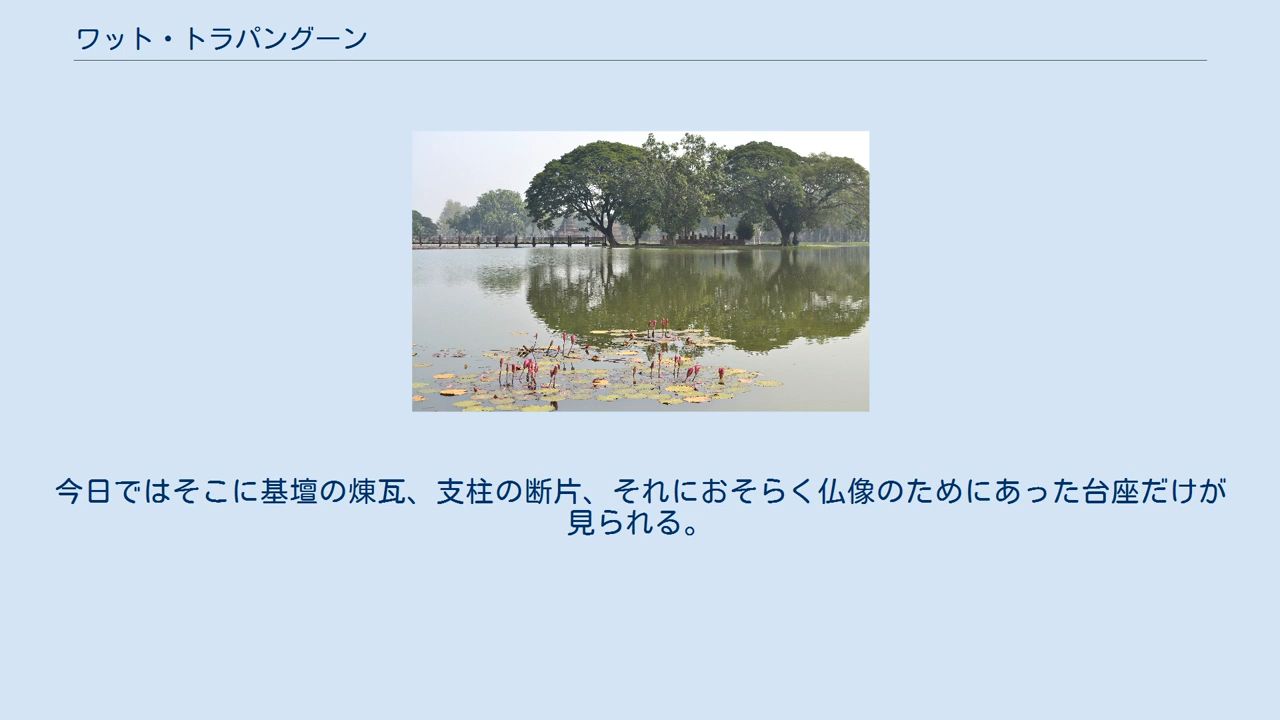 ワット・トラパングーン
今日ではそこに基壇の煉瓦、支柱の断片、それにおそらく仏像のためにあった台座だけが
見られる。